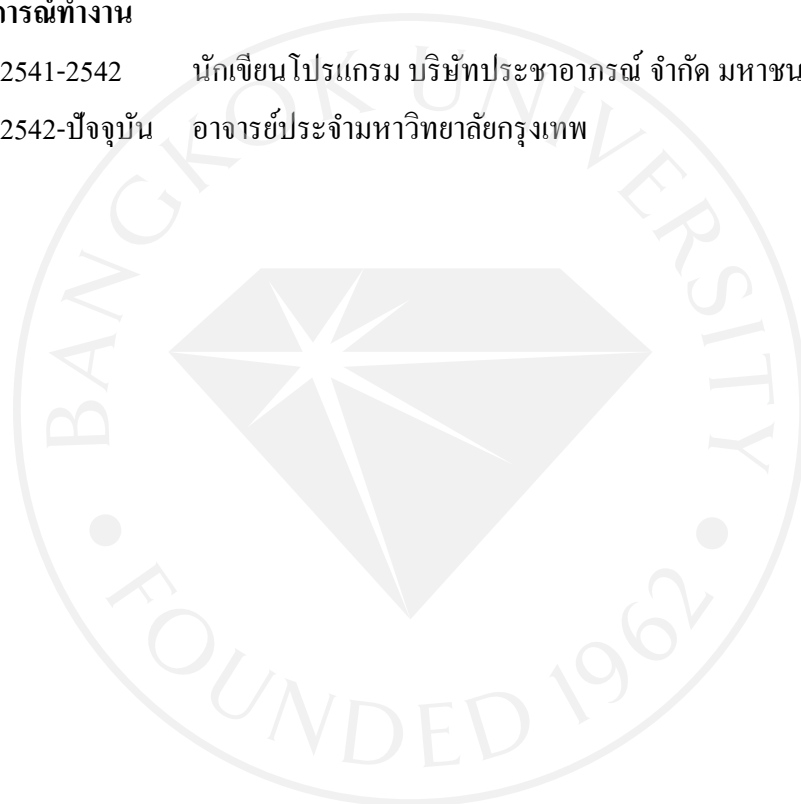 การณ์ทำงาน
2541-2542 นักเขียนโปรแกรม บริษัทประชาอาภรณ์ จำกัด มหาชน
2542-ปัจจุบัน อาจารย์ประจำมหาวิทยาลัยกรุงเทพ
BANGKOK UNIVERSITY
FOUNDED 1962